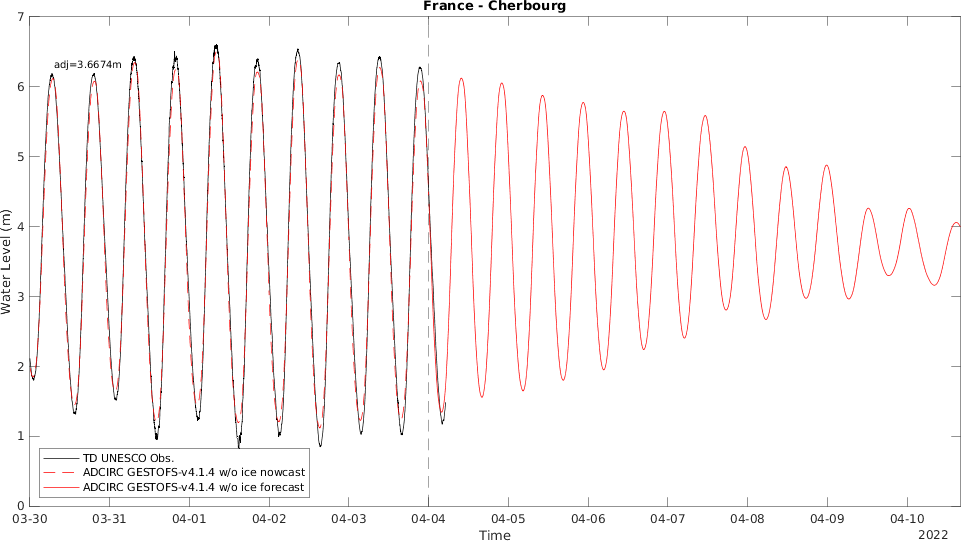 France - Cherbourg
7
adj=3.6674m
6
5
4
3
2
1
0
Water Level (m)
TD UNESCO Obs.
ADCIRC GESTOFS-v4.1.4 w/o ice nowcast
ADCIRC GESTOFS-v4.1.4 w/o ice forecast
03-30 03-31 04-01 04-02 04-03 04-04 04-05 04-06 04-07 04-08 04-09 04-10
Time
2022